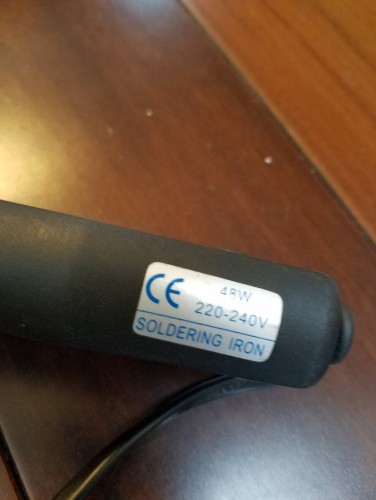 CE 48W
220-240V
SOLDERING IRON